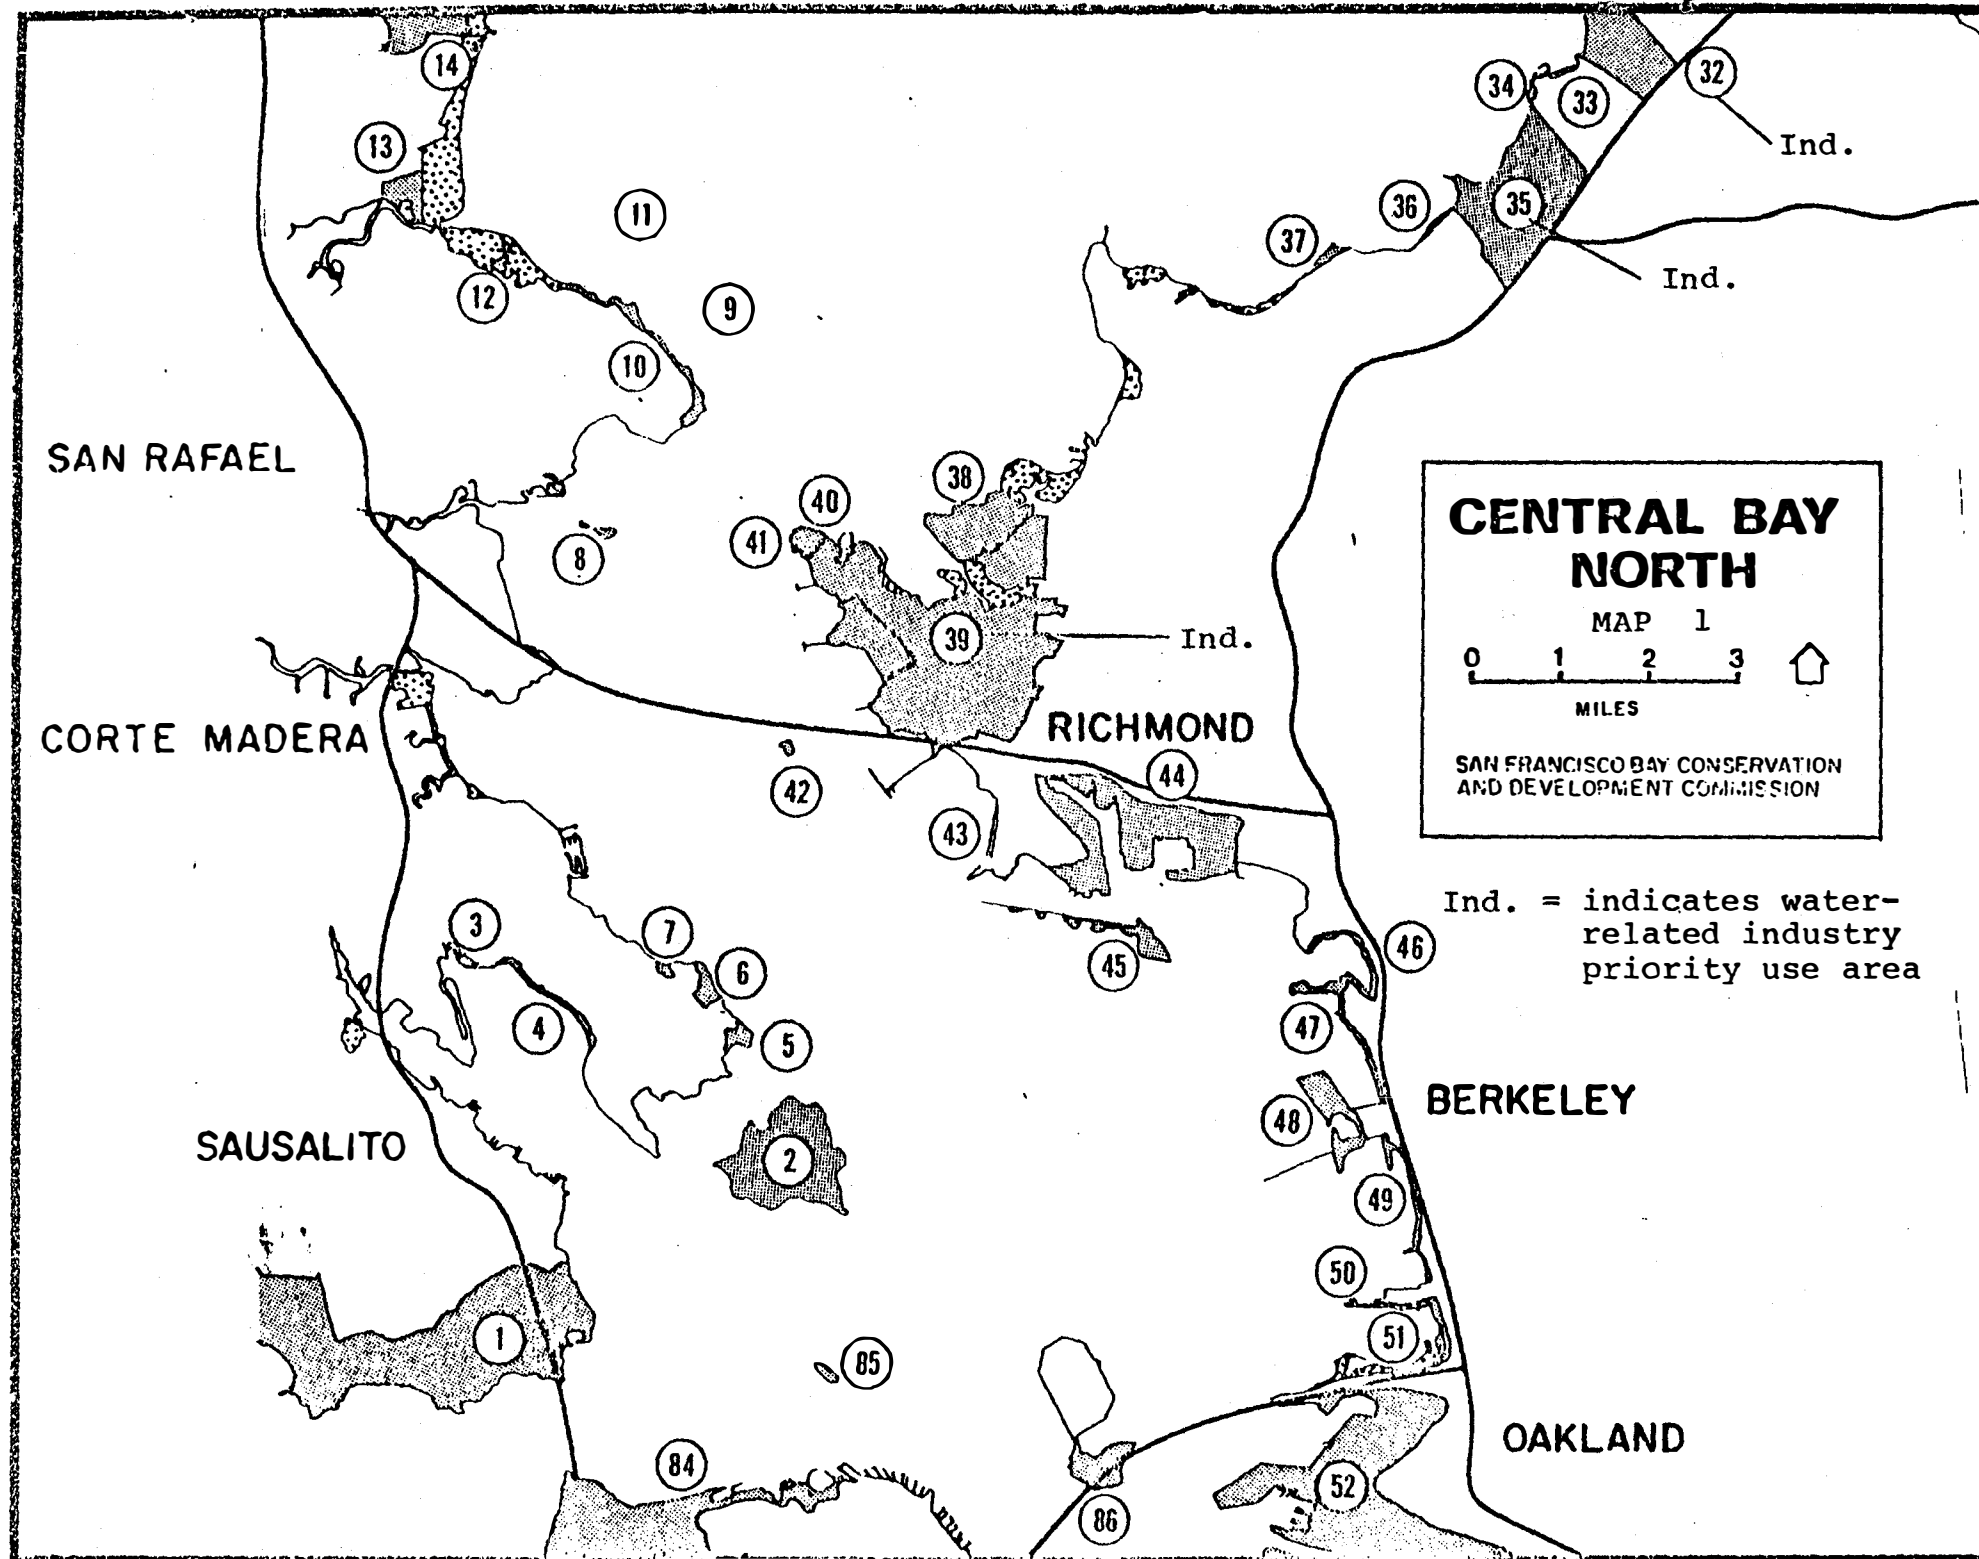 14
32
34
33
Ind.
13
11
36
35
37
Ind.
12
9
10
SAN RAFAEL
38
40
41
8
CENTRAL BAY
NORTH
MAP 1
0 1 2 3
MILES
SAN FRANCISCO BAY CONSERVATION
AND DEVELOPMENT COMMISSION
39
Ind.
CORTE MADERA
RICHMOND
42
44
43
Ind. = indicates water-
related industry
priority use area
3
7
6
45
46
4
5
47
BERKELEY
48
SAUSALITO
2
49
50
1
85
51
OAKLAND
84
52
86